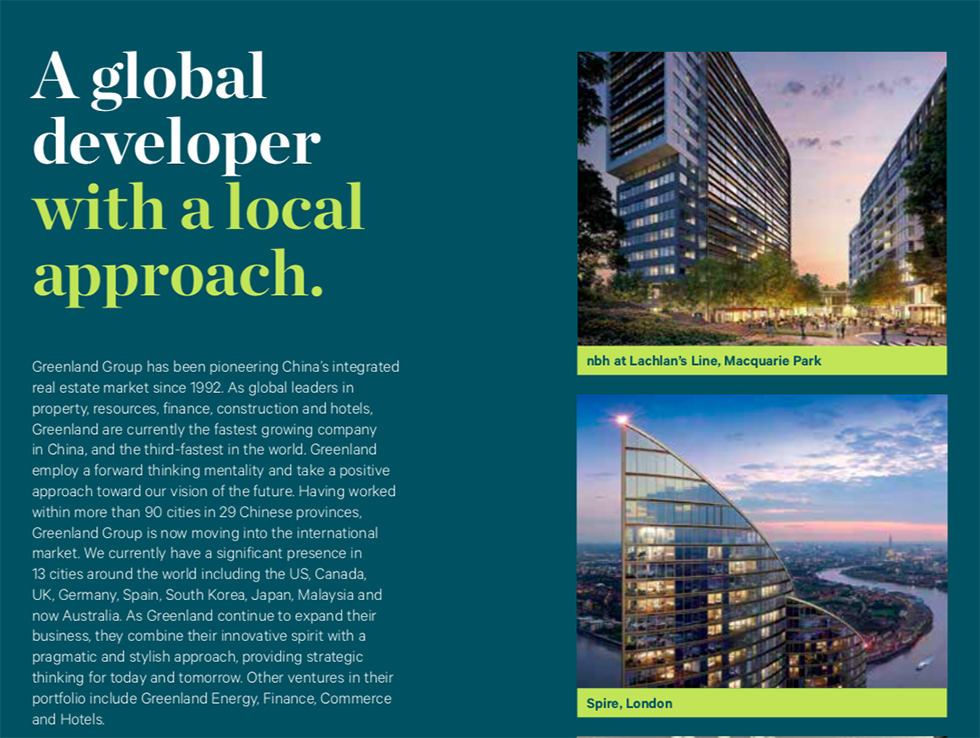 A global
developer
with a local
approach.
Greenland Group has been pioneering China's integrated
real estate market since 1992. As global leaders in
property, resources, finance, construction and hotels,
Greenland are currently the fastest growing company
in China, and the third-fastest in the world. Greenland
employ a forward thinking mentality and take a positive
approach toward our vision of the future. Having worked
within more than 90 cities in 29 Chinese provinces,
Greenland Group is now moving into the international
market. We currently have a significant presence in
13 cities around the world including the US, Canada,
UK, Germany, Spain, South Korea, Japan, Malaysia and
now Australia. As Greenland continue to expand their
business, they combine their innovative spirit with a
pragmatic and stylish approach, providing strategic
thinking for today and tomorrow. Other ventures in their
portfolio include Greenland Energy, Finance, Commerce
and Hotels.
nbh at Lachlan's Line, Macquarie Park
Spire, London